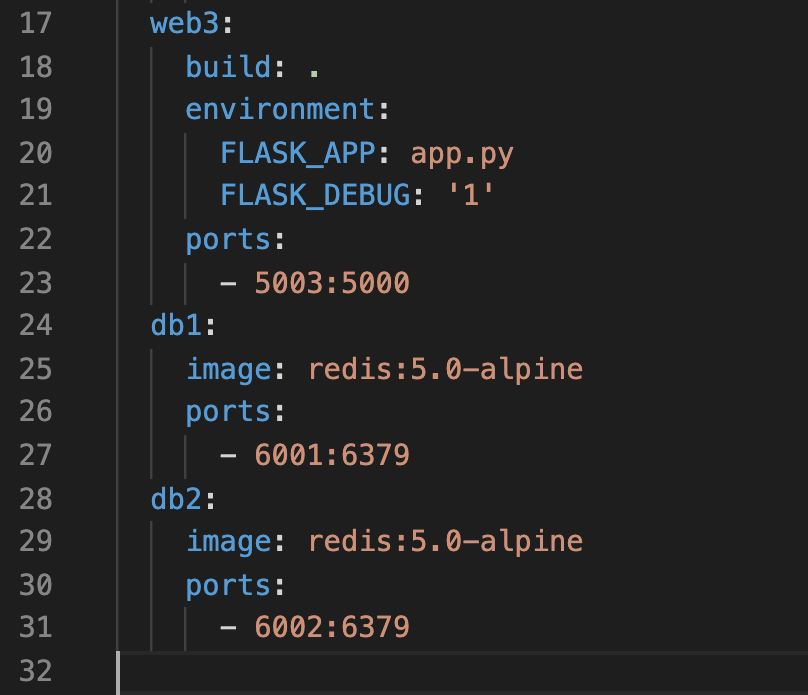 17 web3:
18 build: .
19 environment:
20 FLASK_APP: app.py
21 FLASK_DEBUG: '1'
22 ports:
23 - 5003:5000
24 db1:
25 image: redis:5.0-alpine
26 ports:
27 - 6001:6379
28 db2:
29 image: redis:5.0-alpine
30 ports:
31 - 6002:6379
32